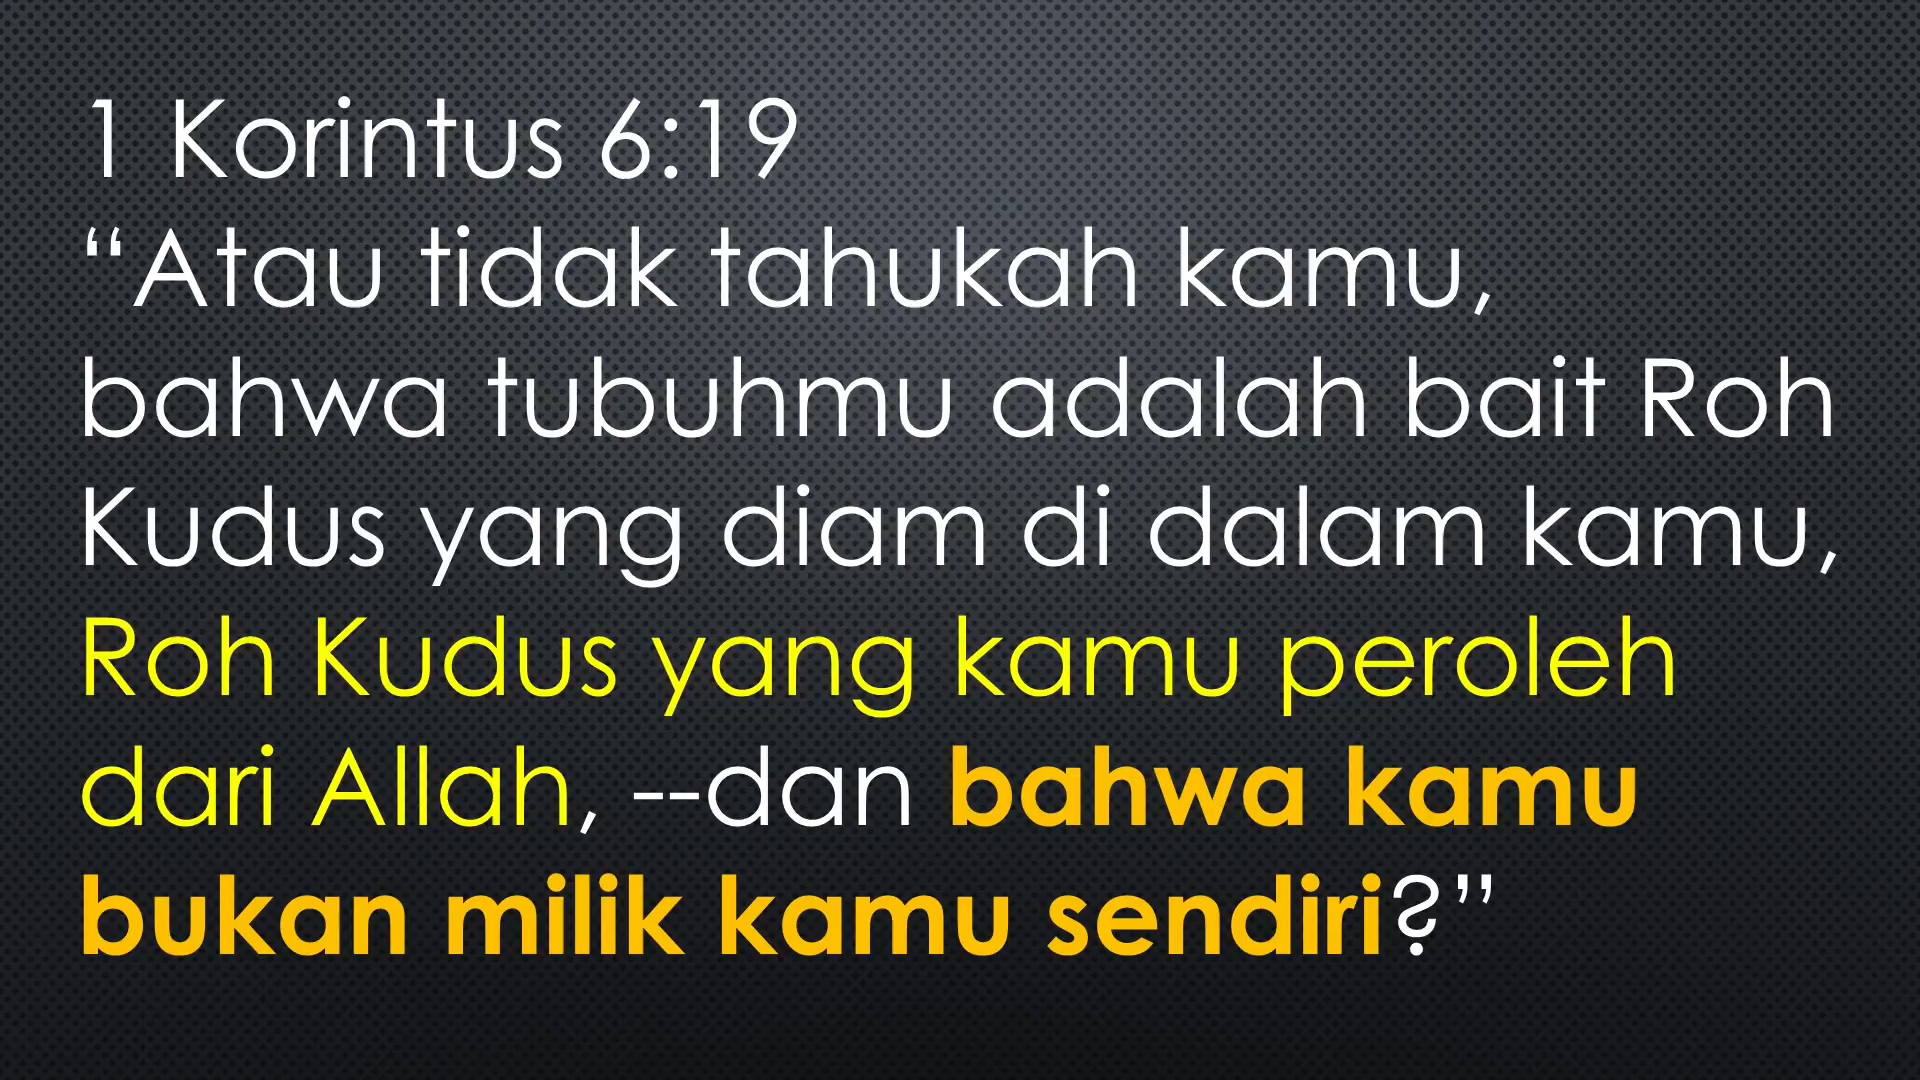 1 Korintus 6:19
“Atau tidak tahukah kamu,
bahwa tubuhmu adalah bait Roh
Kudus yang diam di dalam kamu,
Roh Kudus yang kamu peroleh
dari Allah, --dan bahwa kamu
bukan milik kamu sendiri?”